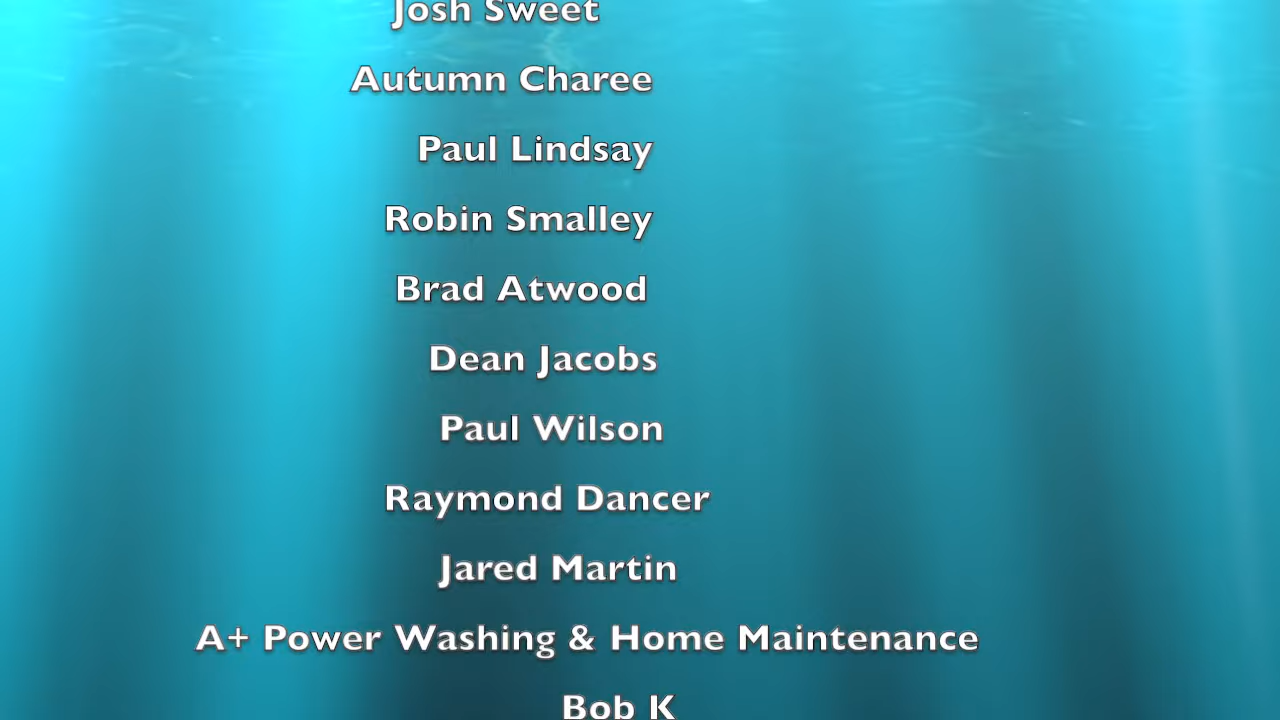 Josh Sweet
Autumn Charee
Paul Lindsay
Robin Smalley
Brad Atwood
Dean Jacobs
Paul Wilson
Raymond Dancer
Jared Martin
A+ Power Washing & Home Maintenance
Bob K